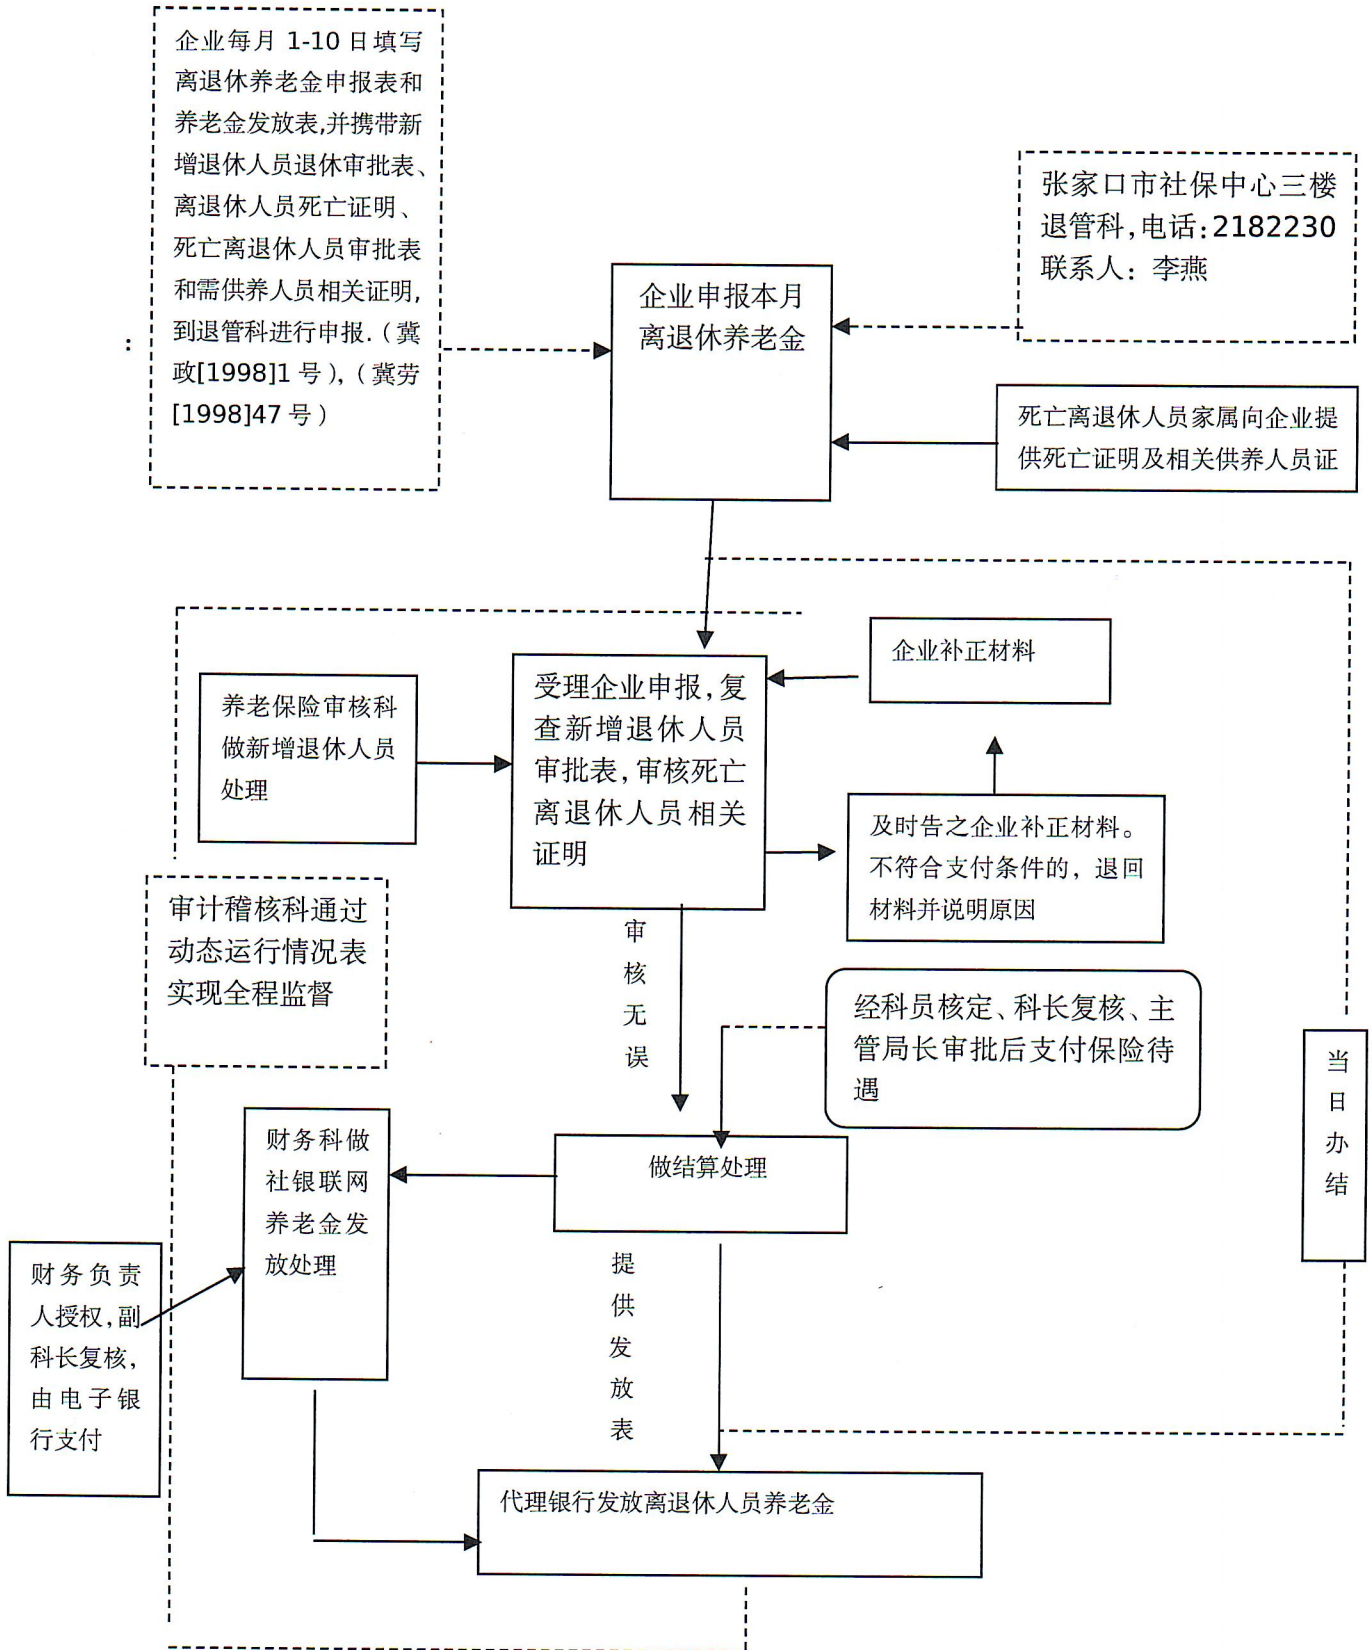 企业每月 1-10 日填写
离退休养老金申报表和
养老金发放表,并携带新
增退休人员退休审批表、
离退休人员死亡证明、
死亡离退休人员审批表
和需供养人员相关证明,
到退管科进行申报.(冀
政[1998]1 号),(冀劳
[1998]47 号)
:
张家口市社保中心三楼
退管科,电话:2182230
联系人: 李燕
企业申报本月
离退休养老金
死亡离退休人员家属向企业提
供死亡证明及相关供养人员证
企业补正材料
养老保险审核科
做新增退休人员
处理
受理企业申报,复
查新增退休人员
审批表,审核死亡
离退休人员相关
证明
及时告之企业补正材料。
不符合支付条件的, 退回
材料并说明原因
审计稽核科通过
动态运行情况表
实现全程监督
审
核
无
误
经科员核定、科长复核、主
管局长审批后支付保险待
遇
当
日
办
结
财务科做
社银联网
养老金发
放处理
做结算处理
财务负责
人授权,副
科长复核,
由电子银
行支付
提
供
发
放
表
代理银行发放离退休人员养老金